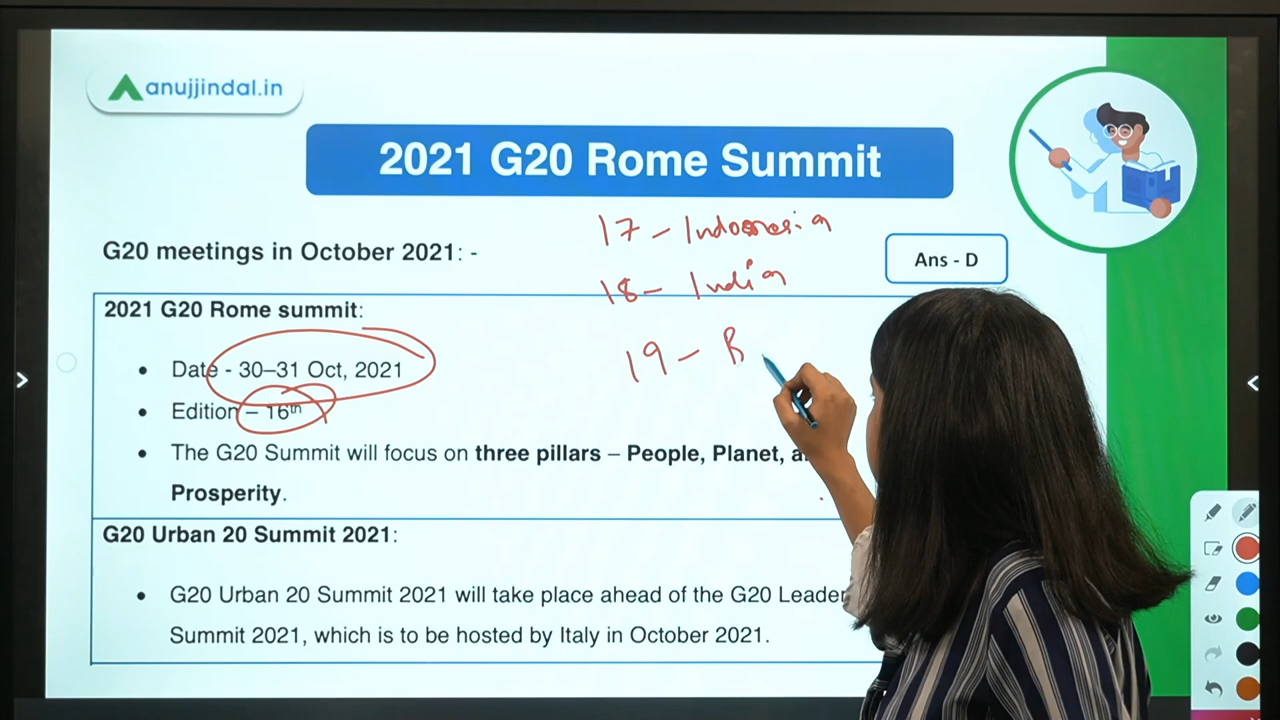 anujjindal.in
2021 G20 Rome Summit
17 - Indonesia
G20 meetings in October 2021: -
Ans - D
18 - India
2021 G20 Rome summit:
19 - B
• Date - 30–31 Oct, 2021
• Edition – 16th
• The G20 Summit will focus on three pillars – People, Planet, a
Prosperity.
G20 Urban 20 Summit 2021:
• G20 Urban 20 Summit 2021 will take place ahead of the G20 Leader
Summit 2021, which is to be hosted by Italy in October 2021.